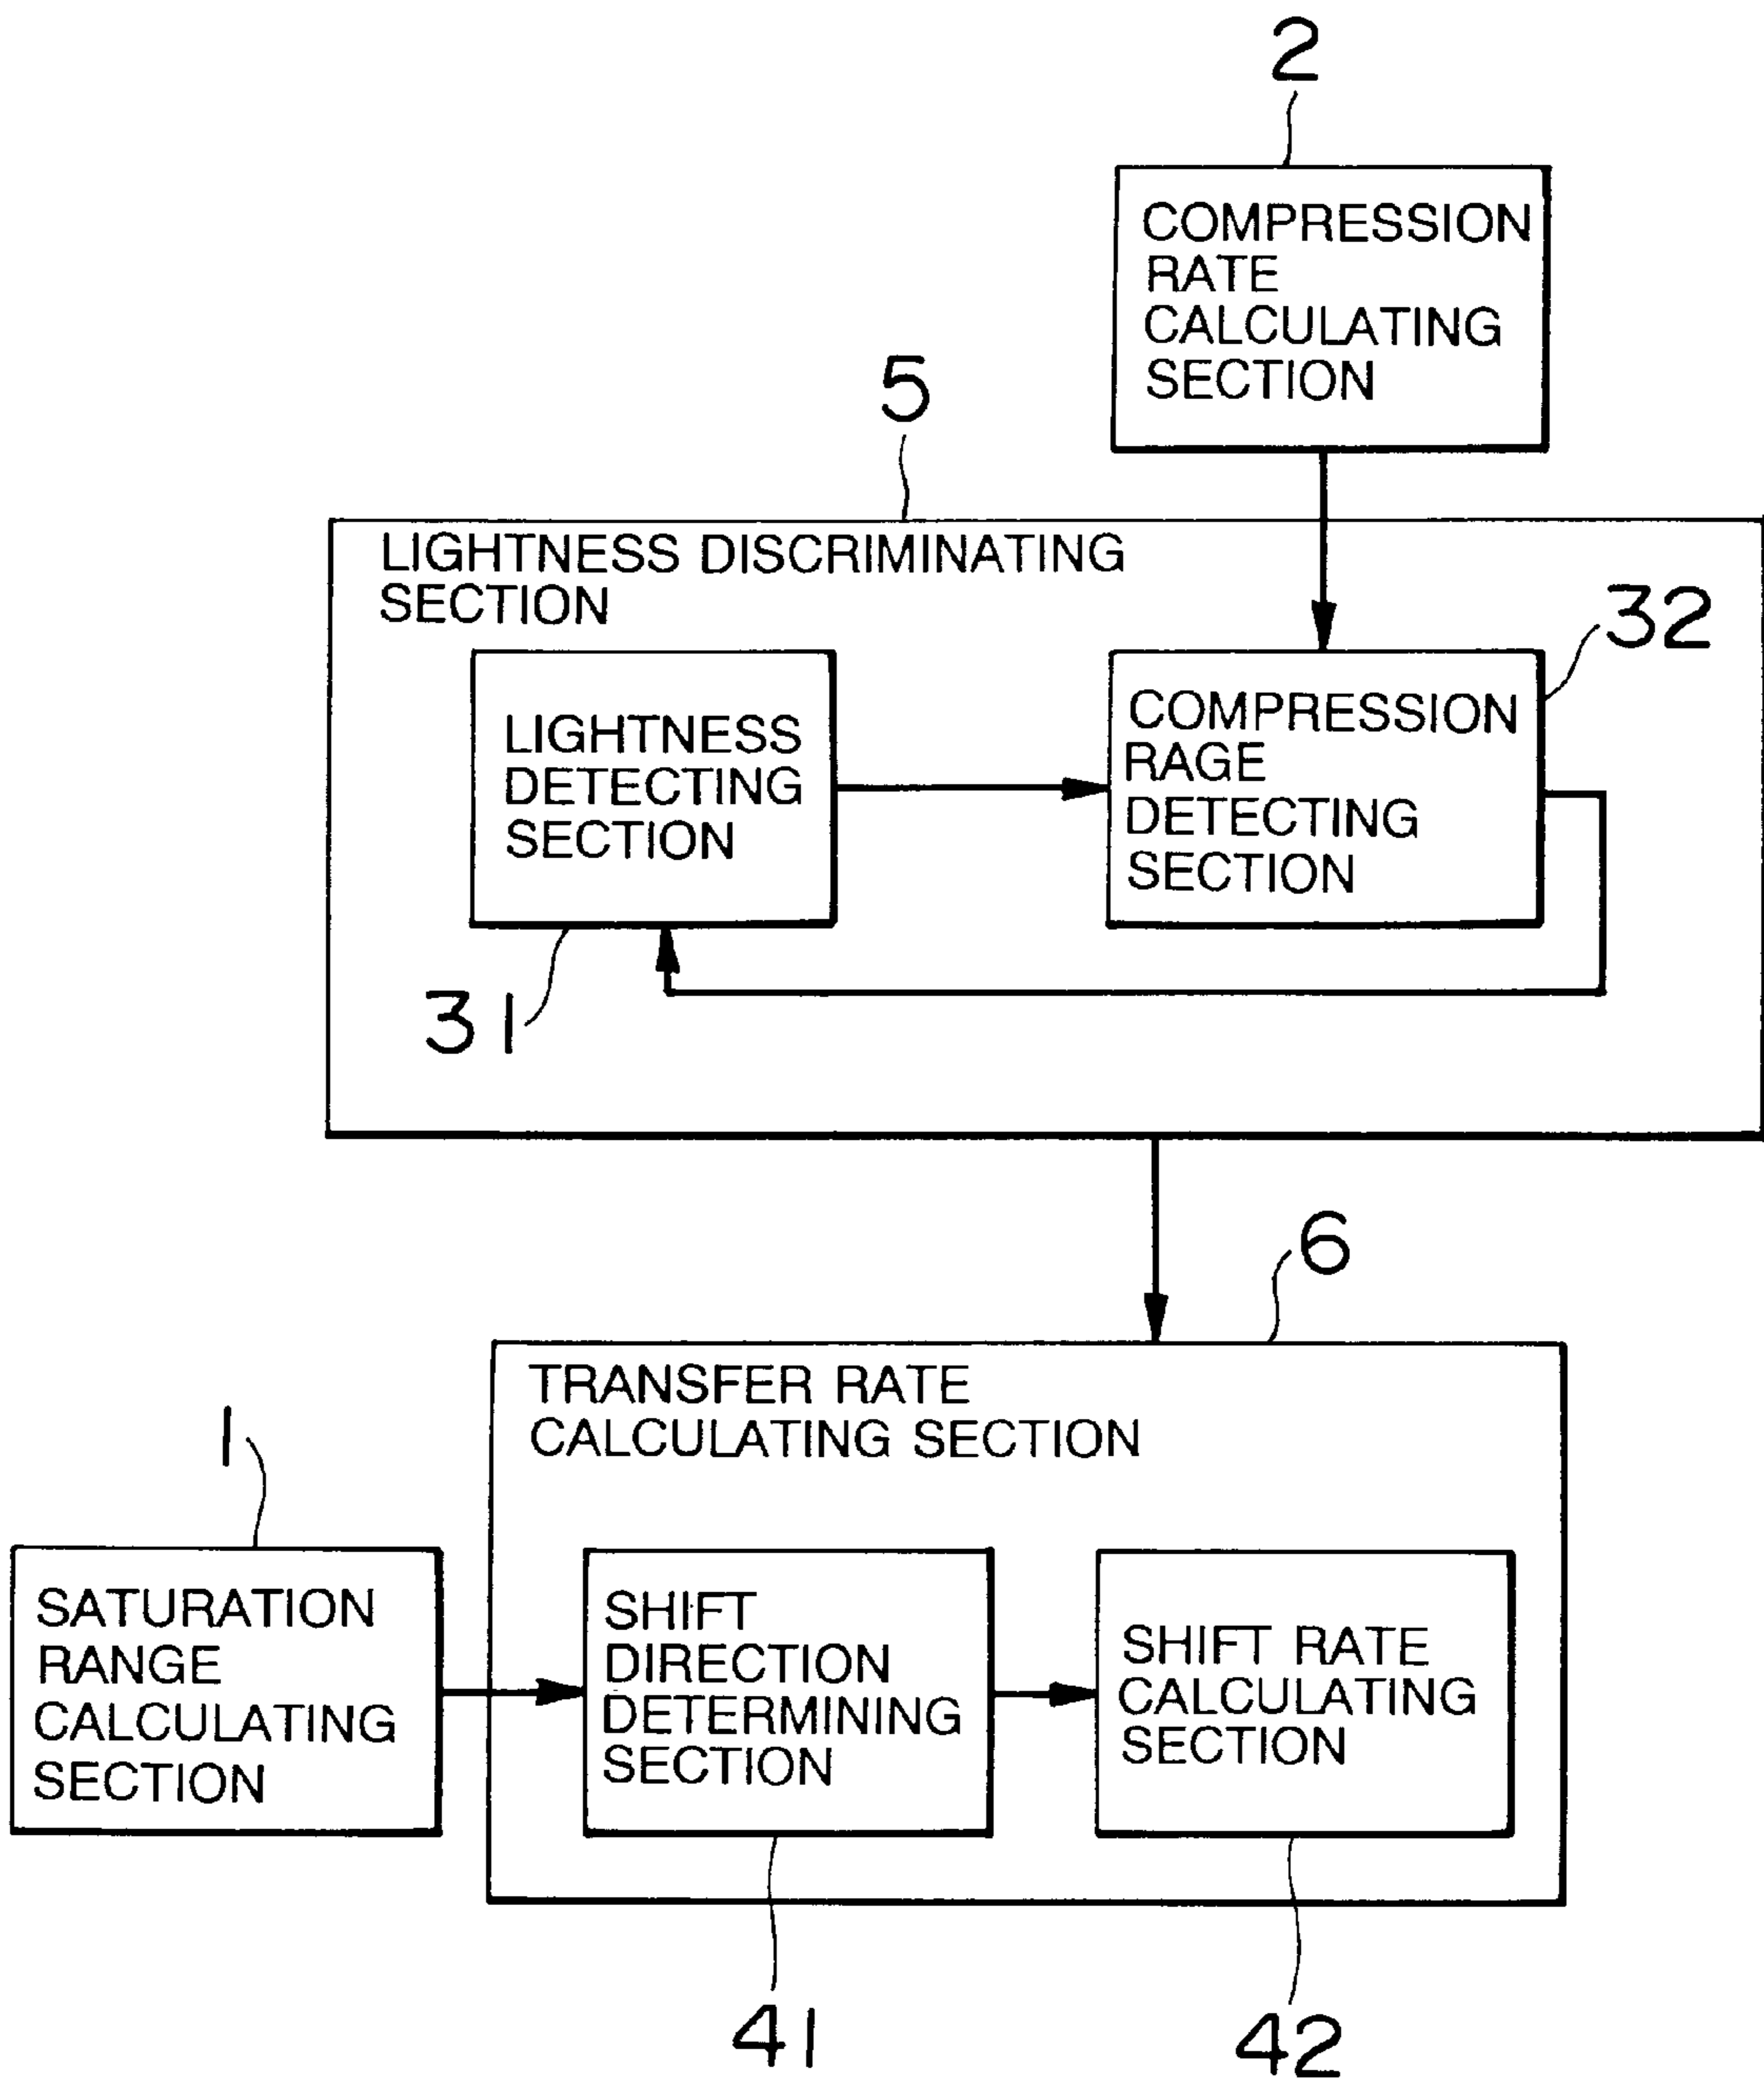 2
COMPRESSION
RATE
CALCULATING
SECTION
5
LIGHTNESS DISCRIMINATING
SECTION
32
LIGHTNESS
DETECTING
SECTION
COMPRESSION
RAGE
DETECTING
SECTION
31
6
TRANSFER RATE
CALCULATING SECTION
1
SATURATION
RANGE
CALCULATING
SECTION
SHIFT
DIRECTION
DETERMINING
SECTION
SHIFT RATE
CALCULATING
SECTION
41
42